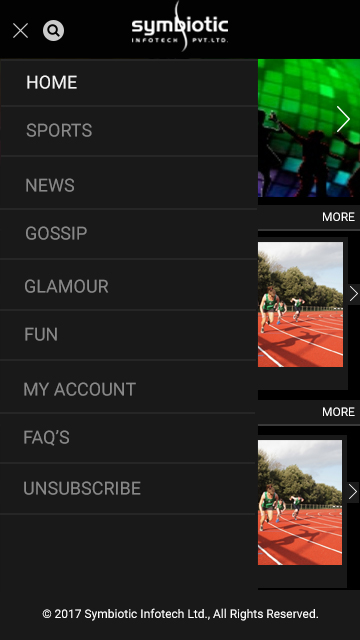 symbiotic
INFOTECH PVT.LTD.
HOME
SPORTS
NEWS
MORE
GOSSIP
GLAMOUR
FUN
MY ACCOUNT
MORE
FAQ'S
UNSUBSCRIBE
© 2017 Symbiotic Infotech Ltd., All Rights Reserved.